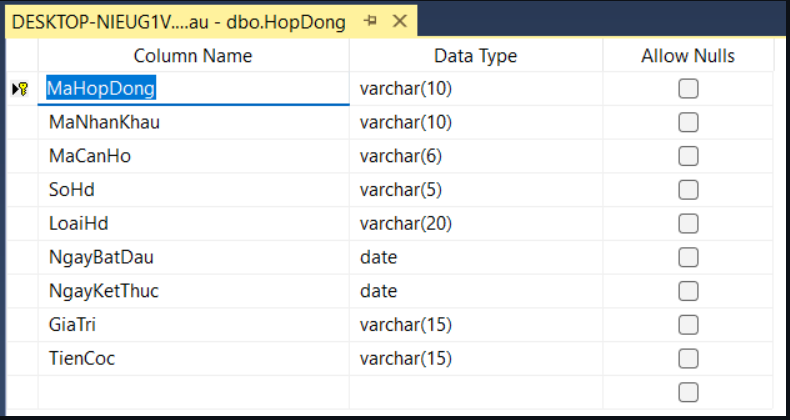 DESKTOP-NIEUG1V....au - dbo.HopDong
Column Name Data Type Allow Nulls
MaHopDong varchar(10)
MaNhanKhau varchar(10)
MaCanHo varchar(6)
SoHd varchar(5)
LoaiHd varchar(20)
NgayBatDau date
NgayKetThuc date
GiaTri varchar(15)
TienCoc varchar(15)